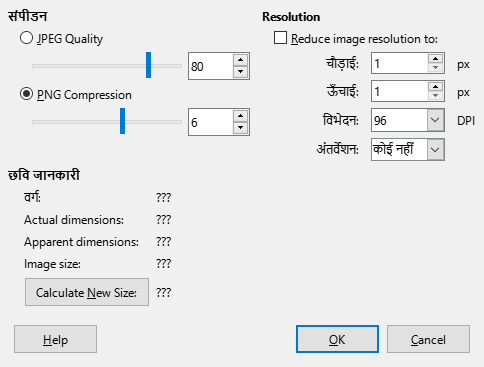 संपीडन
JPEG Quality
80
PNG Compression
6
Resolution
Reduce image resolution to:
चौड़ाई: 1 px
ऊँचाई: 1 px
विभेदन: 96 DPI
अंतर्वेशन: कोई नहीं
छवि जानकारी
वर्ग: ???
Actual dimensions: ???
Apparent dimensions: ???
Image size: ???
Calculate New Size: ???
Help
OK
Cancel